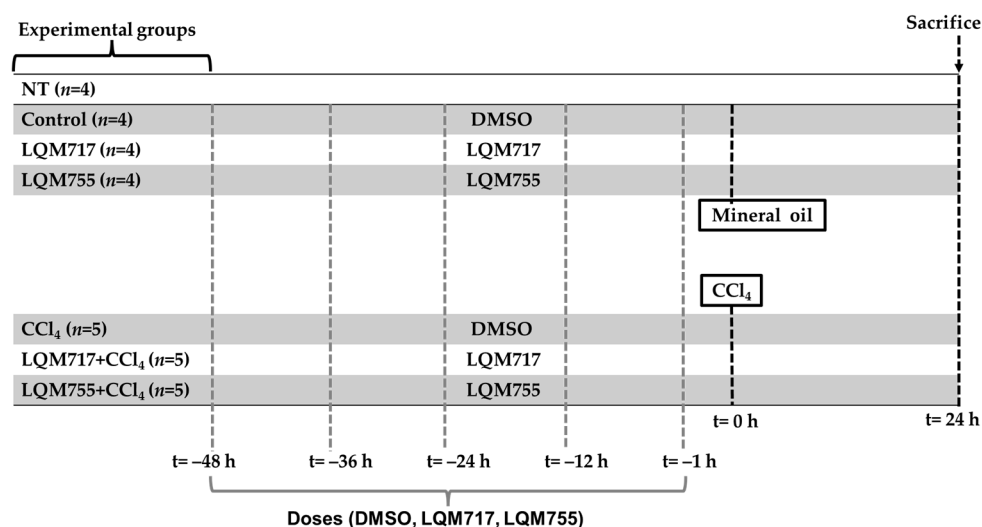 Experimental groups
Sacrifice
NT (n=4)
Control (n=4) DMSO
LQM717 (n=4) LQM717
LQM755 (n=4) LQM755
Mineral oil
CCl₄
CCl₄ (n=5) DMSO
LQM717+CCl₄ (n=5) LQM717
LQM755+CCl₄ (n=5) LQM755
t= 0 h t= 24 h
t= –48 h t= –36 h t= –24 h t= –12 h t= –1 h
Doses (DMSO, LQM717, LQM755)